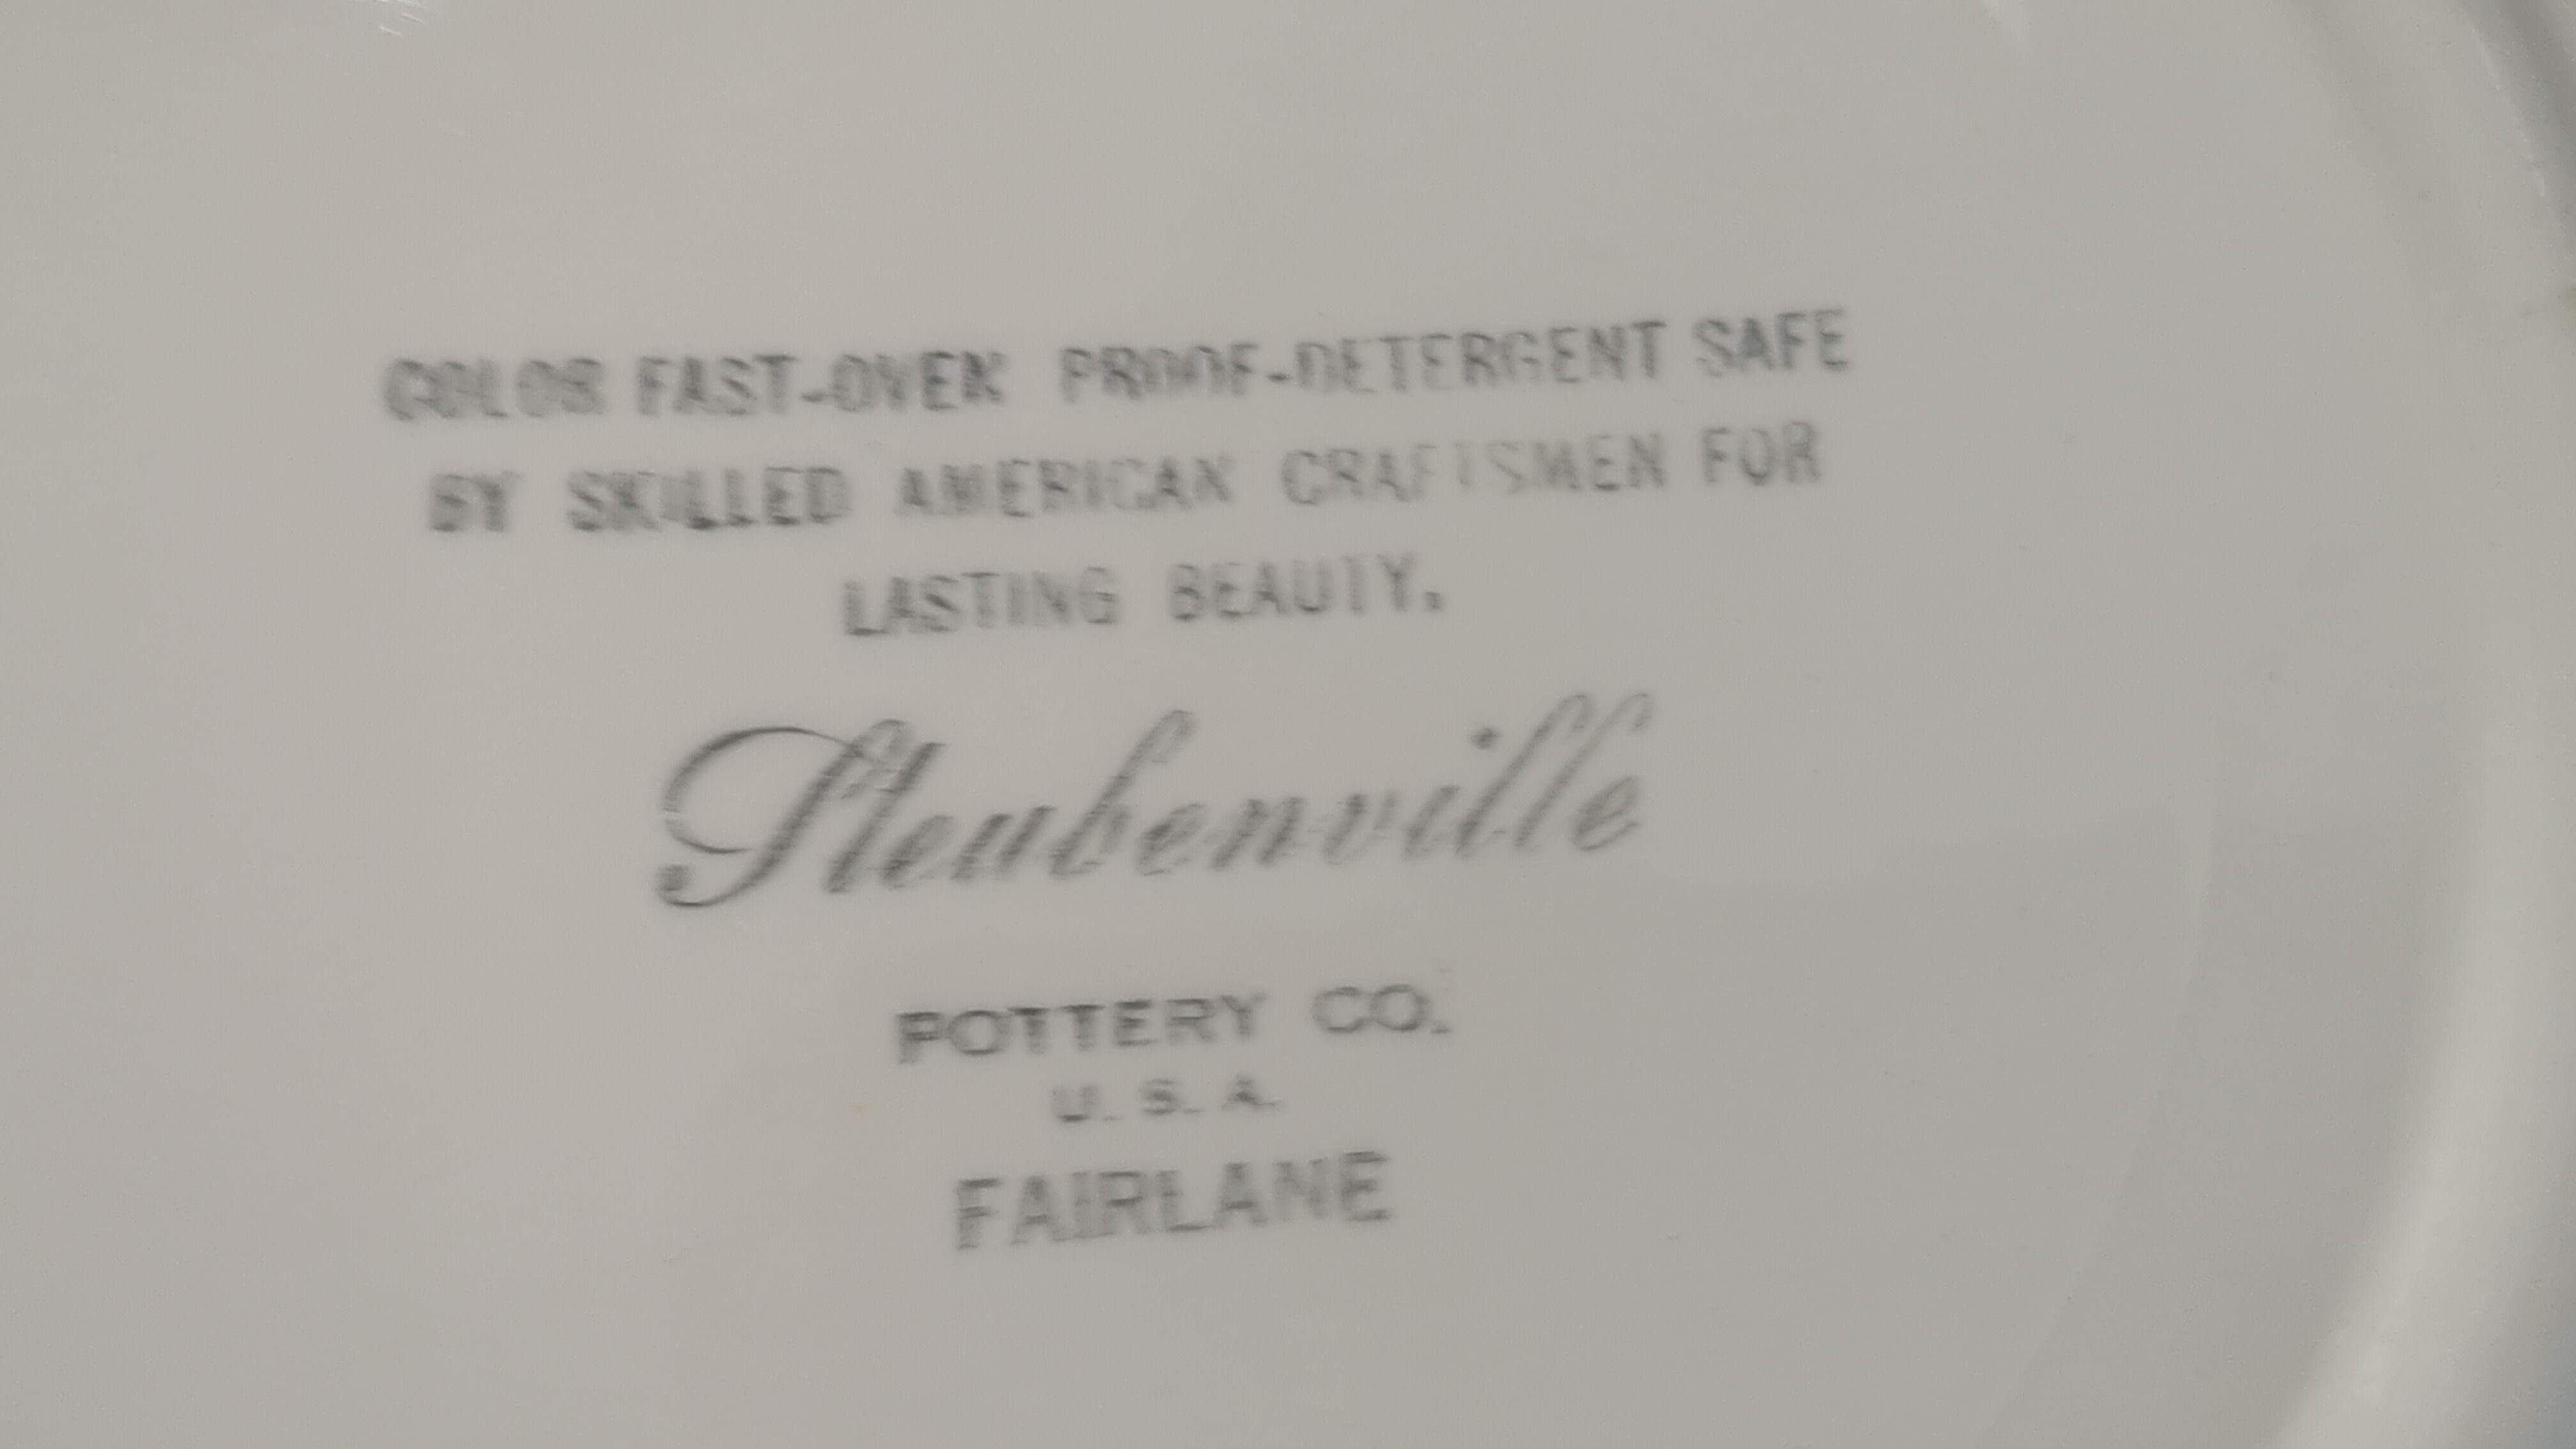 COLOR FAST-OVEN PROOF-DETERGENT SAFE
BY SKILLED AMERICAN CRAFTSMEN FOR
LASTING BEAUTY.
Steubenville
POTTERY CO.
U. S. A.
FAIRLANE